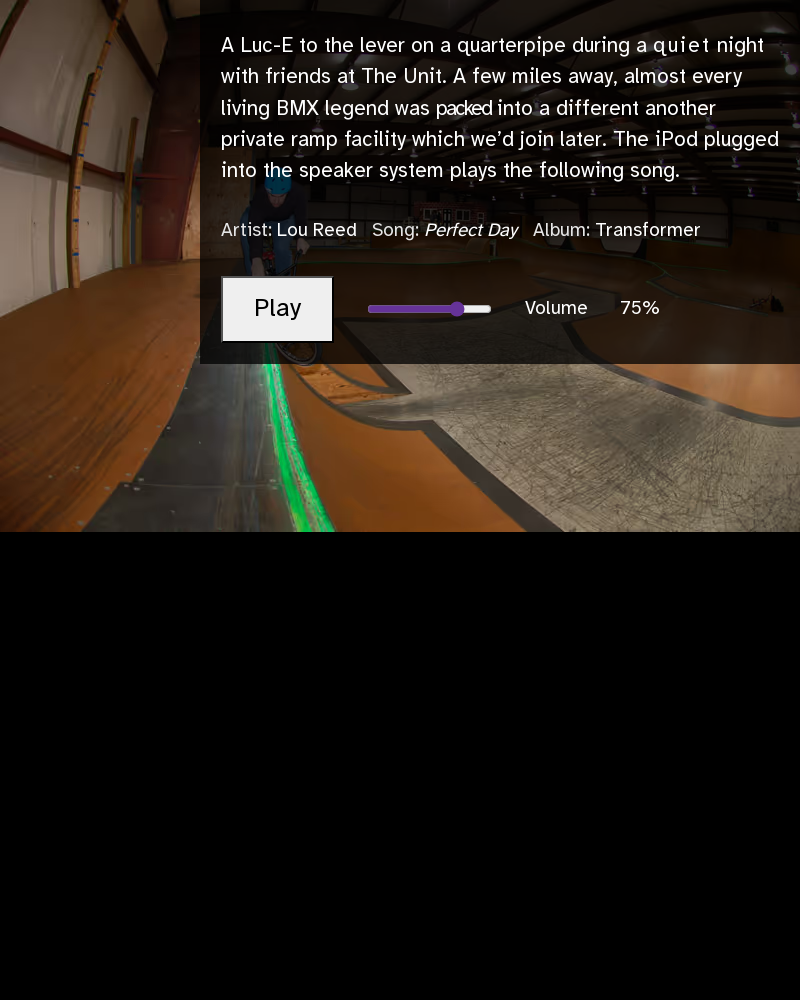 A Luc-E to the lever on a quarterpipe during a quiet night
with friends at The Unit. A few miles away, almost every
living BMX legend was packed into a different another
private ramp facility which we’d join later. The iPod plugged
into the speaker system plays the following song.
Artist: Lou Reed Song: Perfect Day Album: Transformer
Play Volume 75%